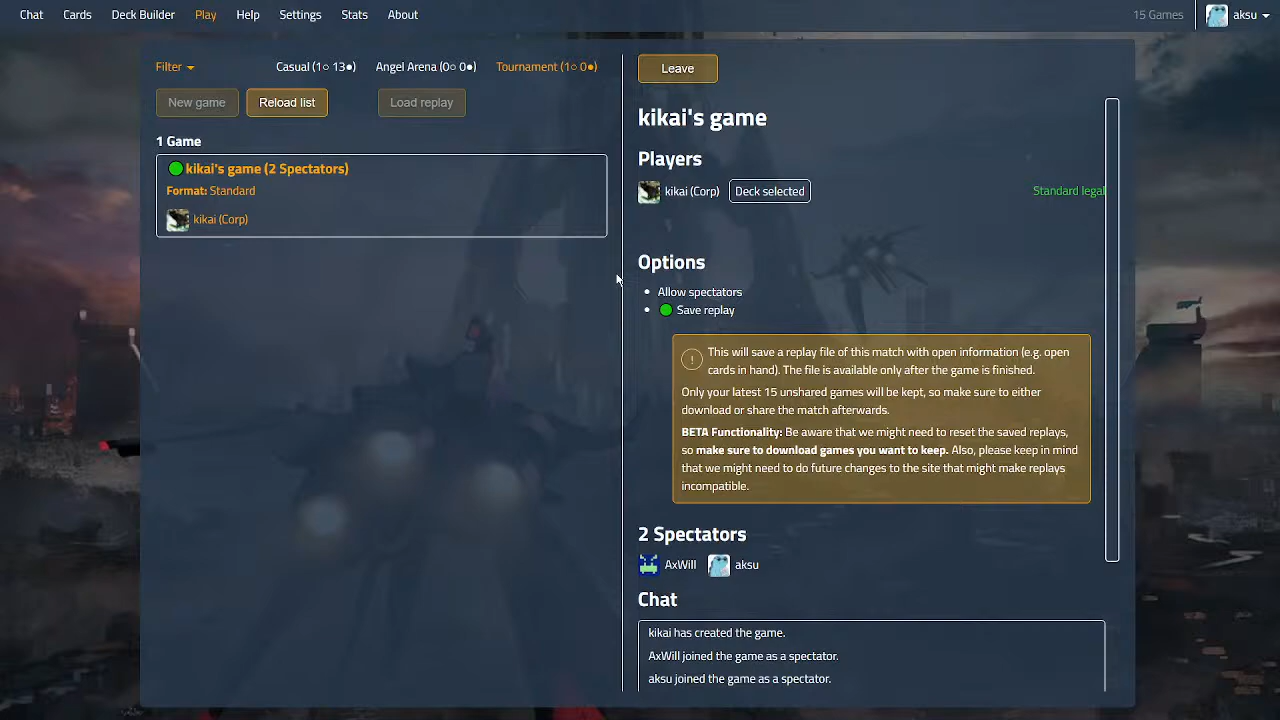 Chat Cards Deck Builder Play Help Settings Stats About 15 Games aksu
Filter Casual (1○ 13●) Angel Arena (0○ 0●) Tournament (1○ 0●)
New game Reload list Load replay
1 Game
kikai's game (2 Spectators)
Format: Standard
kikai (Corp)
Leave
kikai's game
Players
kikai (Corp) Deck selected Standard legal
Options
Allow spectators
Save replay
This will save a replay file of this match with open information (e.g. open
cards in hand). The file is available only after the game is finished.
Only your latest 15 unshared games will be kept, so make sure to either
download or share the match afterwards.
BETA Functionality: Be aware that we might need to reset the saved replays,
so make sure to download games you want to keep. Also, please keep in mind
that we might need to do future changes to the site that might make replays
incompatible.
2 Spectators
AxWill aksu
Chat
kikai has created the game.
AxWill joined the game as a spectator.
aksu joined the game as a spectator.